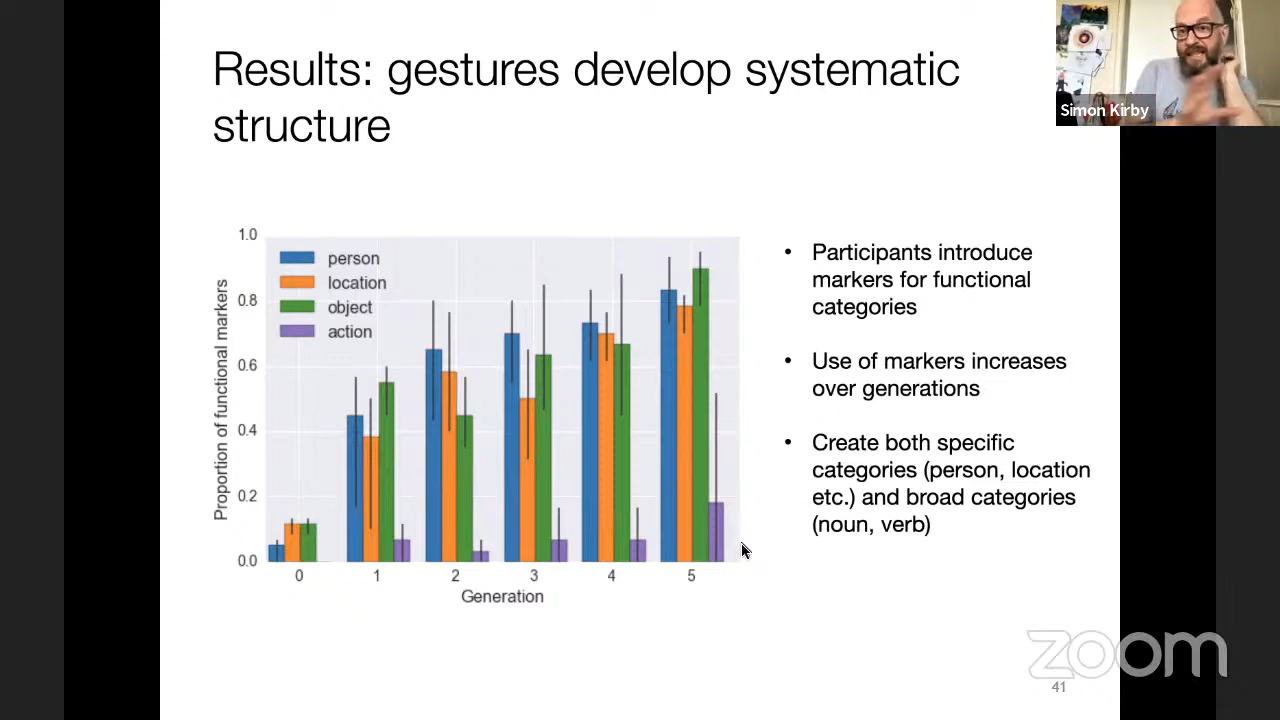 Results: gestures develop systematic
structure
Simon Kirby
1.0
0.8
0.6
0.4
0.2
0.0
Proportion of functional markers
person
location
object
action
0
1
2
3
4
5
Generation
• Participants introduce
markers for functional
categories
• Use of markers increases
over generations
• Create both specific
categories (person, location
etc.) and broad categories
(noun, verb)
zoom
41